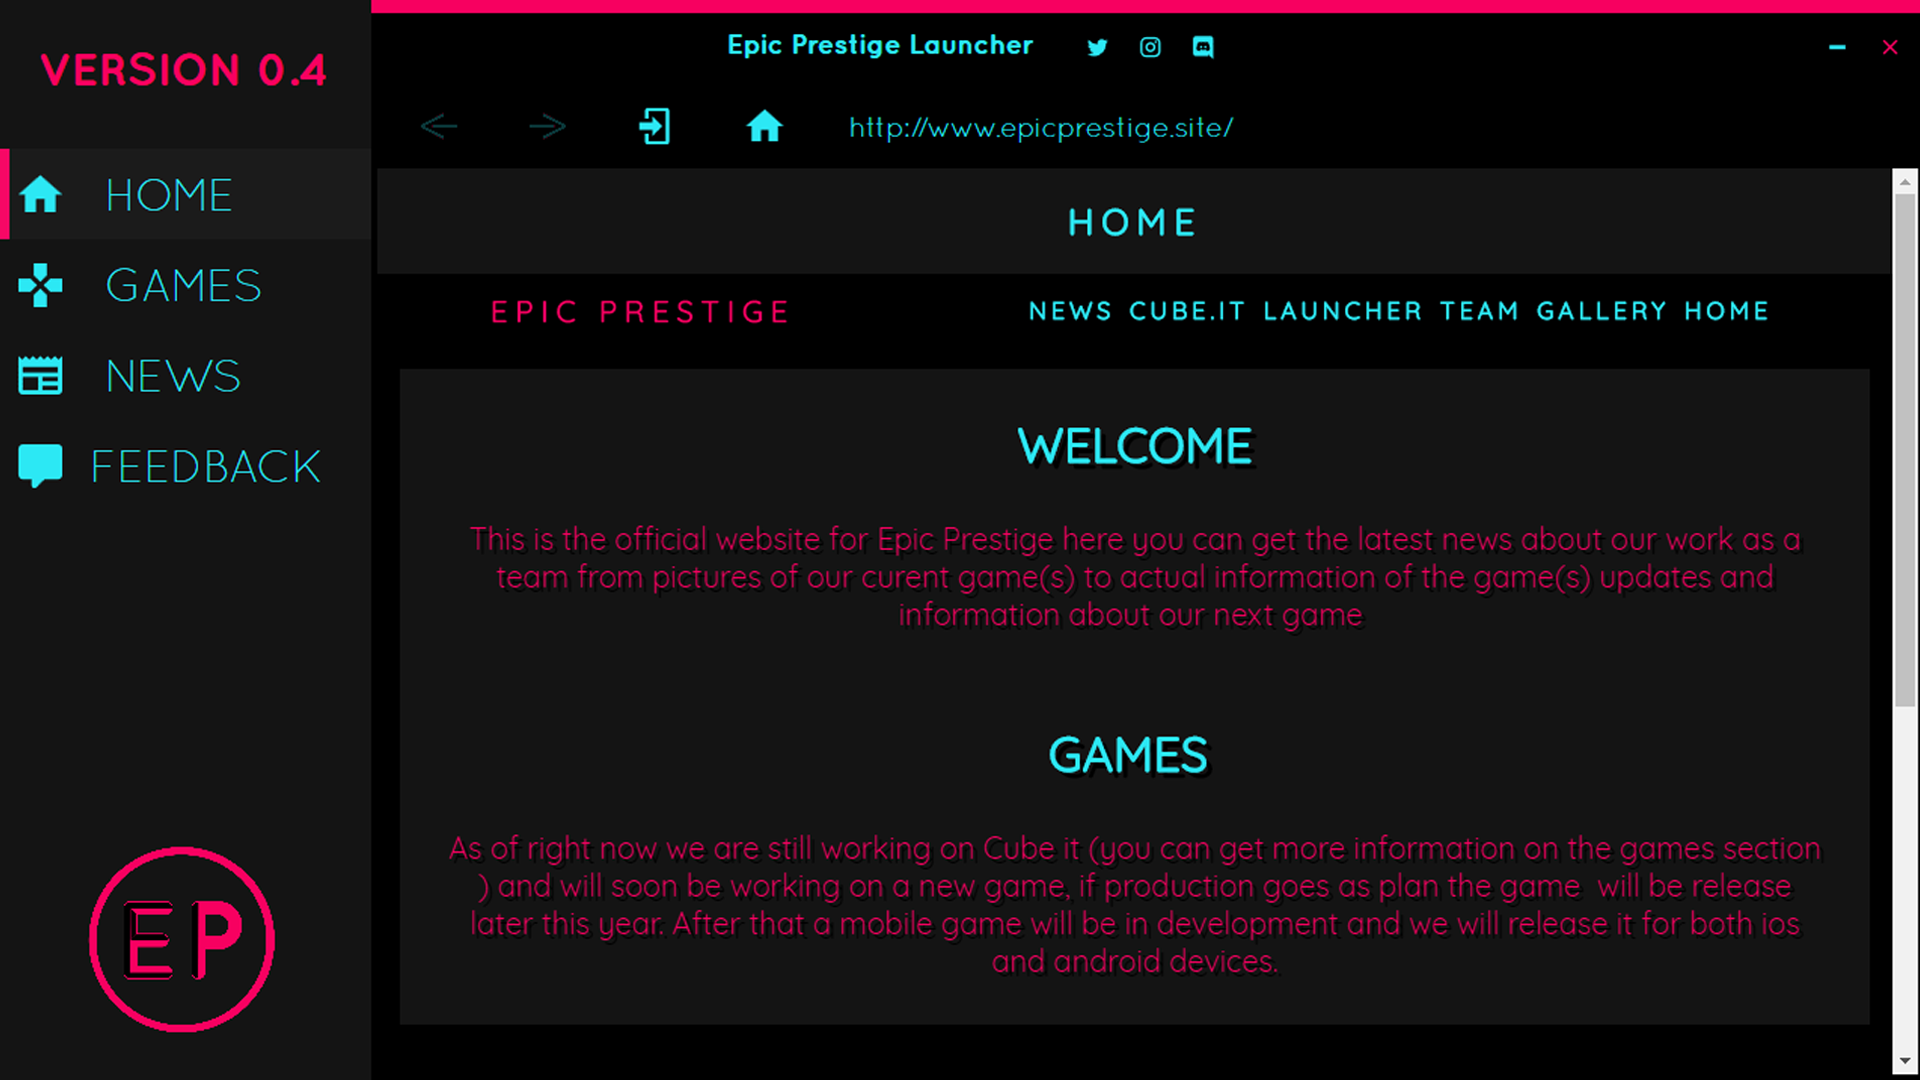 VERSION 0.4
Epic Prestige Launcher
http://www.epicprestige.site/
HOME
GAMES
NEWS
FEEDBACK
EP
HOME
EPIC PRESTIGE
NEWS CUBE.IT LAUNCHER TEAM GALLERY HOME
WELCOME
This is the official website for Epic Prestige here you can get the latest news about our work as a
team from pictures of our curent game(s) to actual information of the game(s) updates and
information about our next game
GAMES
As of right now we are still working on Cube it (you can get more information on the games section
) and will soon be working on a new game, if production goes as plan the game will be release
later this year. After that a mobile game will be in development and we will release it for both ios
and android devices.